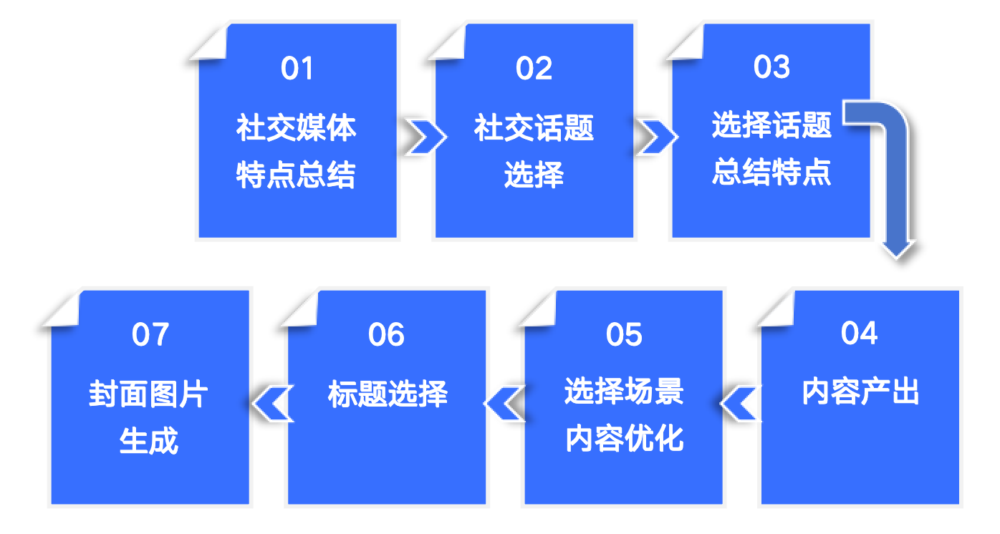 01
社交媒体
特点总结
02
社交话题
选择
03
选择话题
总结特点
04
内容产出
05
选择场景
内容优化
06
标题选择
07
封面图片
生成